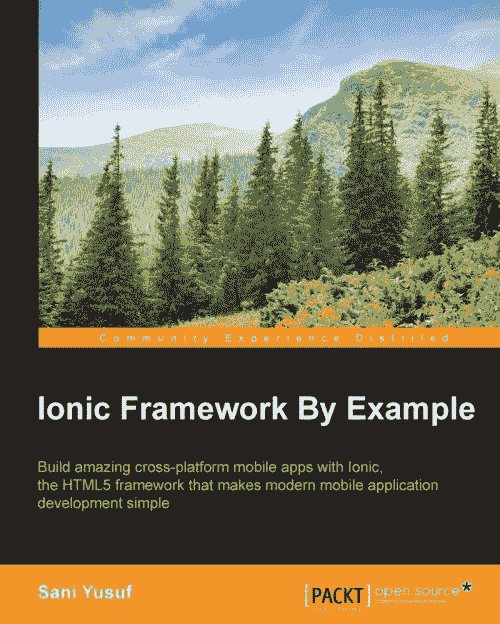 Community Experience Distilled
Ionic Framework By Example
Build amazing cross-platform mobile apps with Ionic,
the HTML5 framework that makes modern mobile application
development simple
Sani Yusuf
[PACKT] open source*